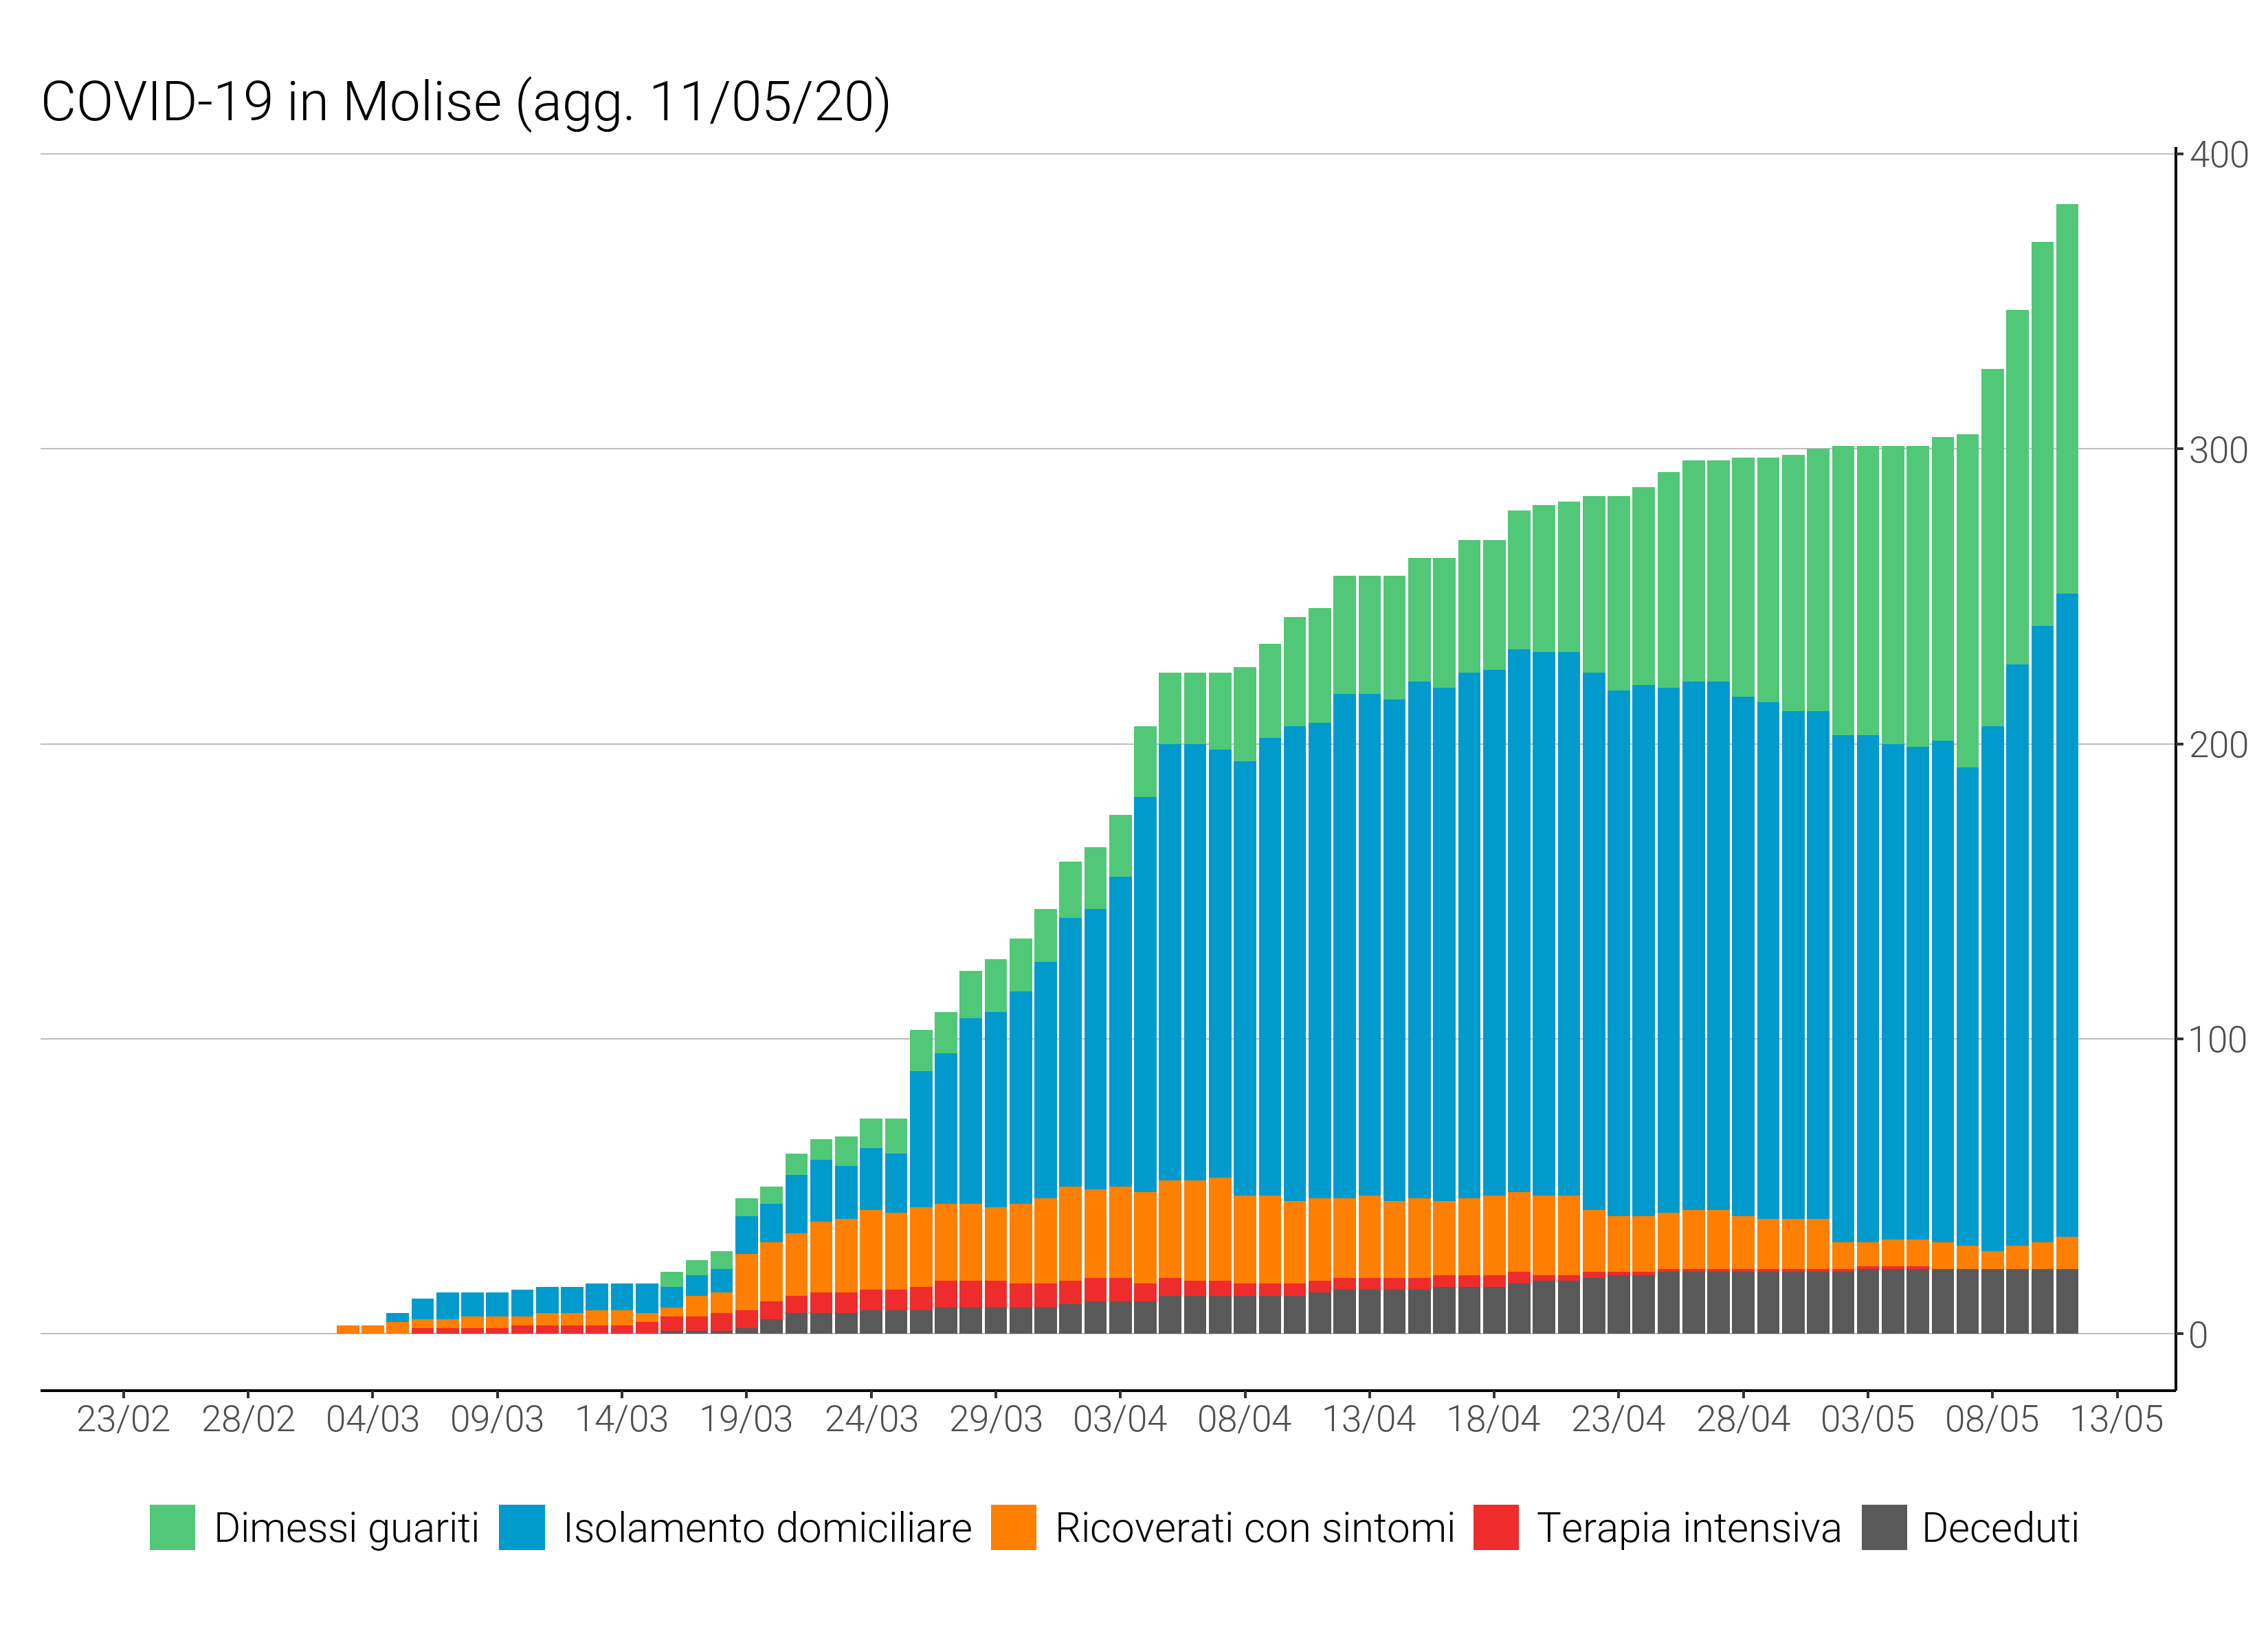 COVID-19 in Molise (agg. 11/05/20)
400
300
200
100
0
23/02 28/02 04/03 09/03 14/03 19/03 24/03 29/03 03/04 08/04 13/04 18/04 23/04 28/04 03/05 08/05 13/05
Dimessi guariti Isolamento domiciliare Ricoverati con sintomi Terapia intensiva Deceduti